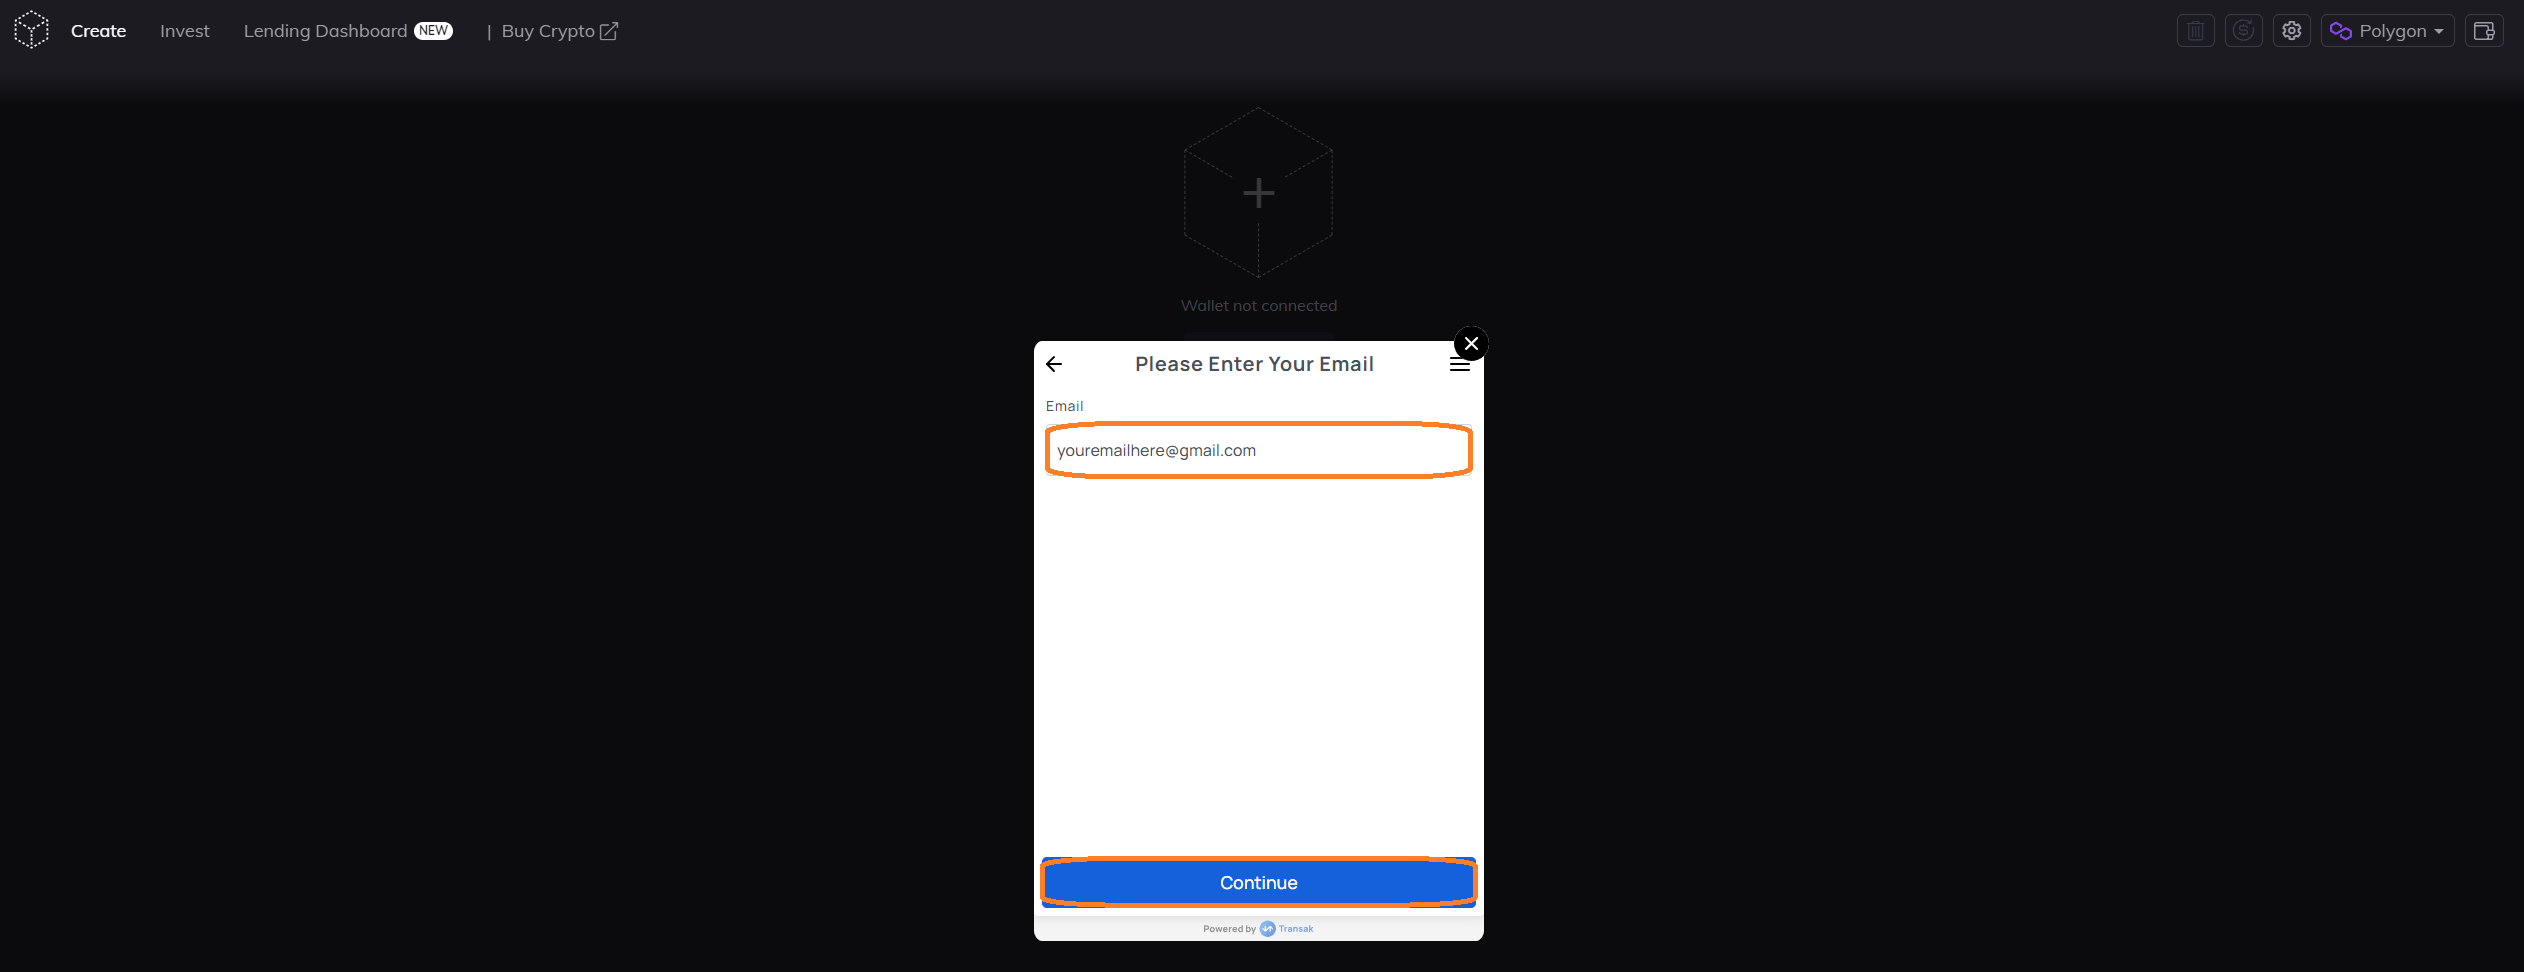 Create Invest Lending Dashboard NEW | Buy Crypto Polygon
Wallet not connected
Please Enter Your Email
Email
youremailhere@gmail.com
Continue
Powered by Transak